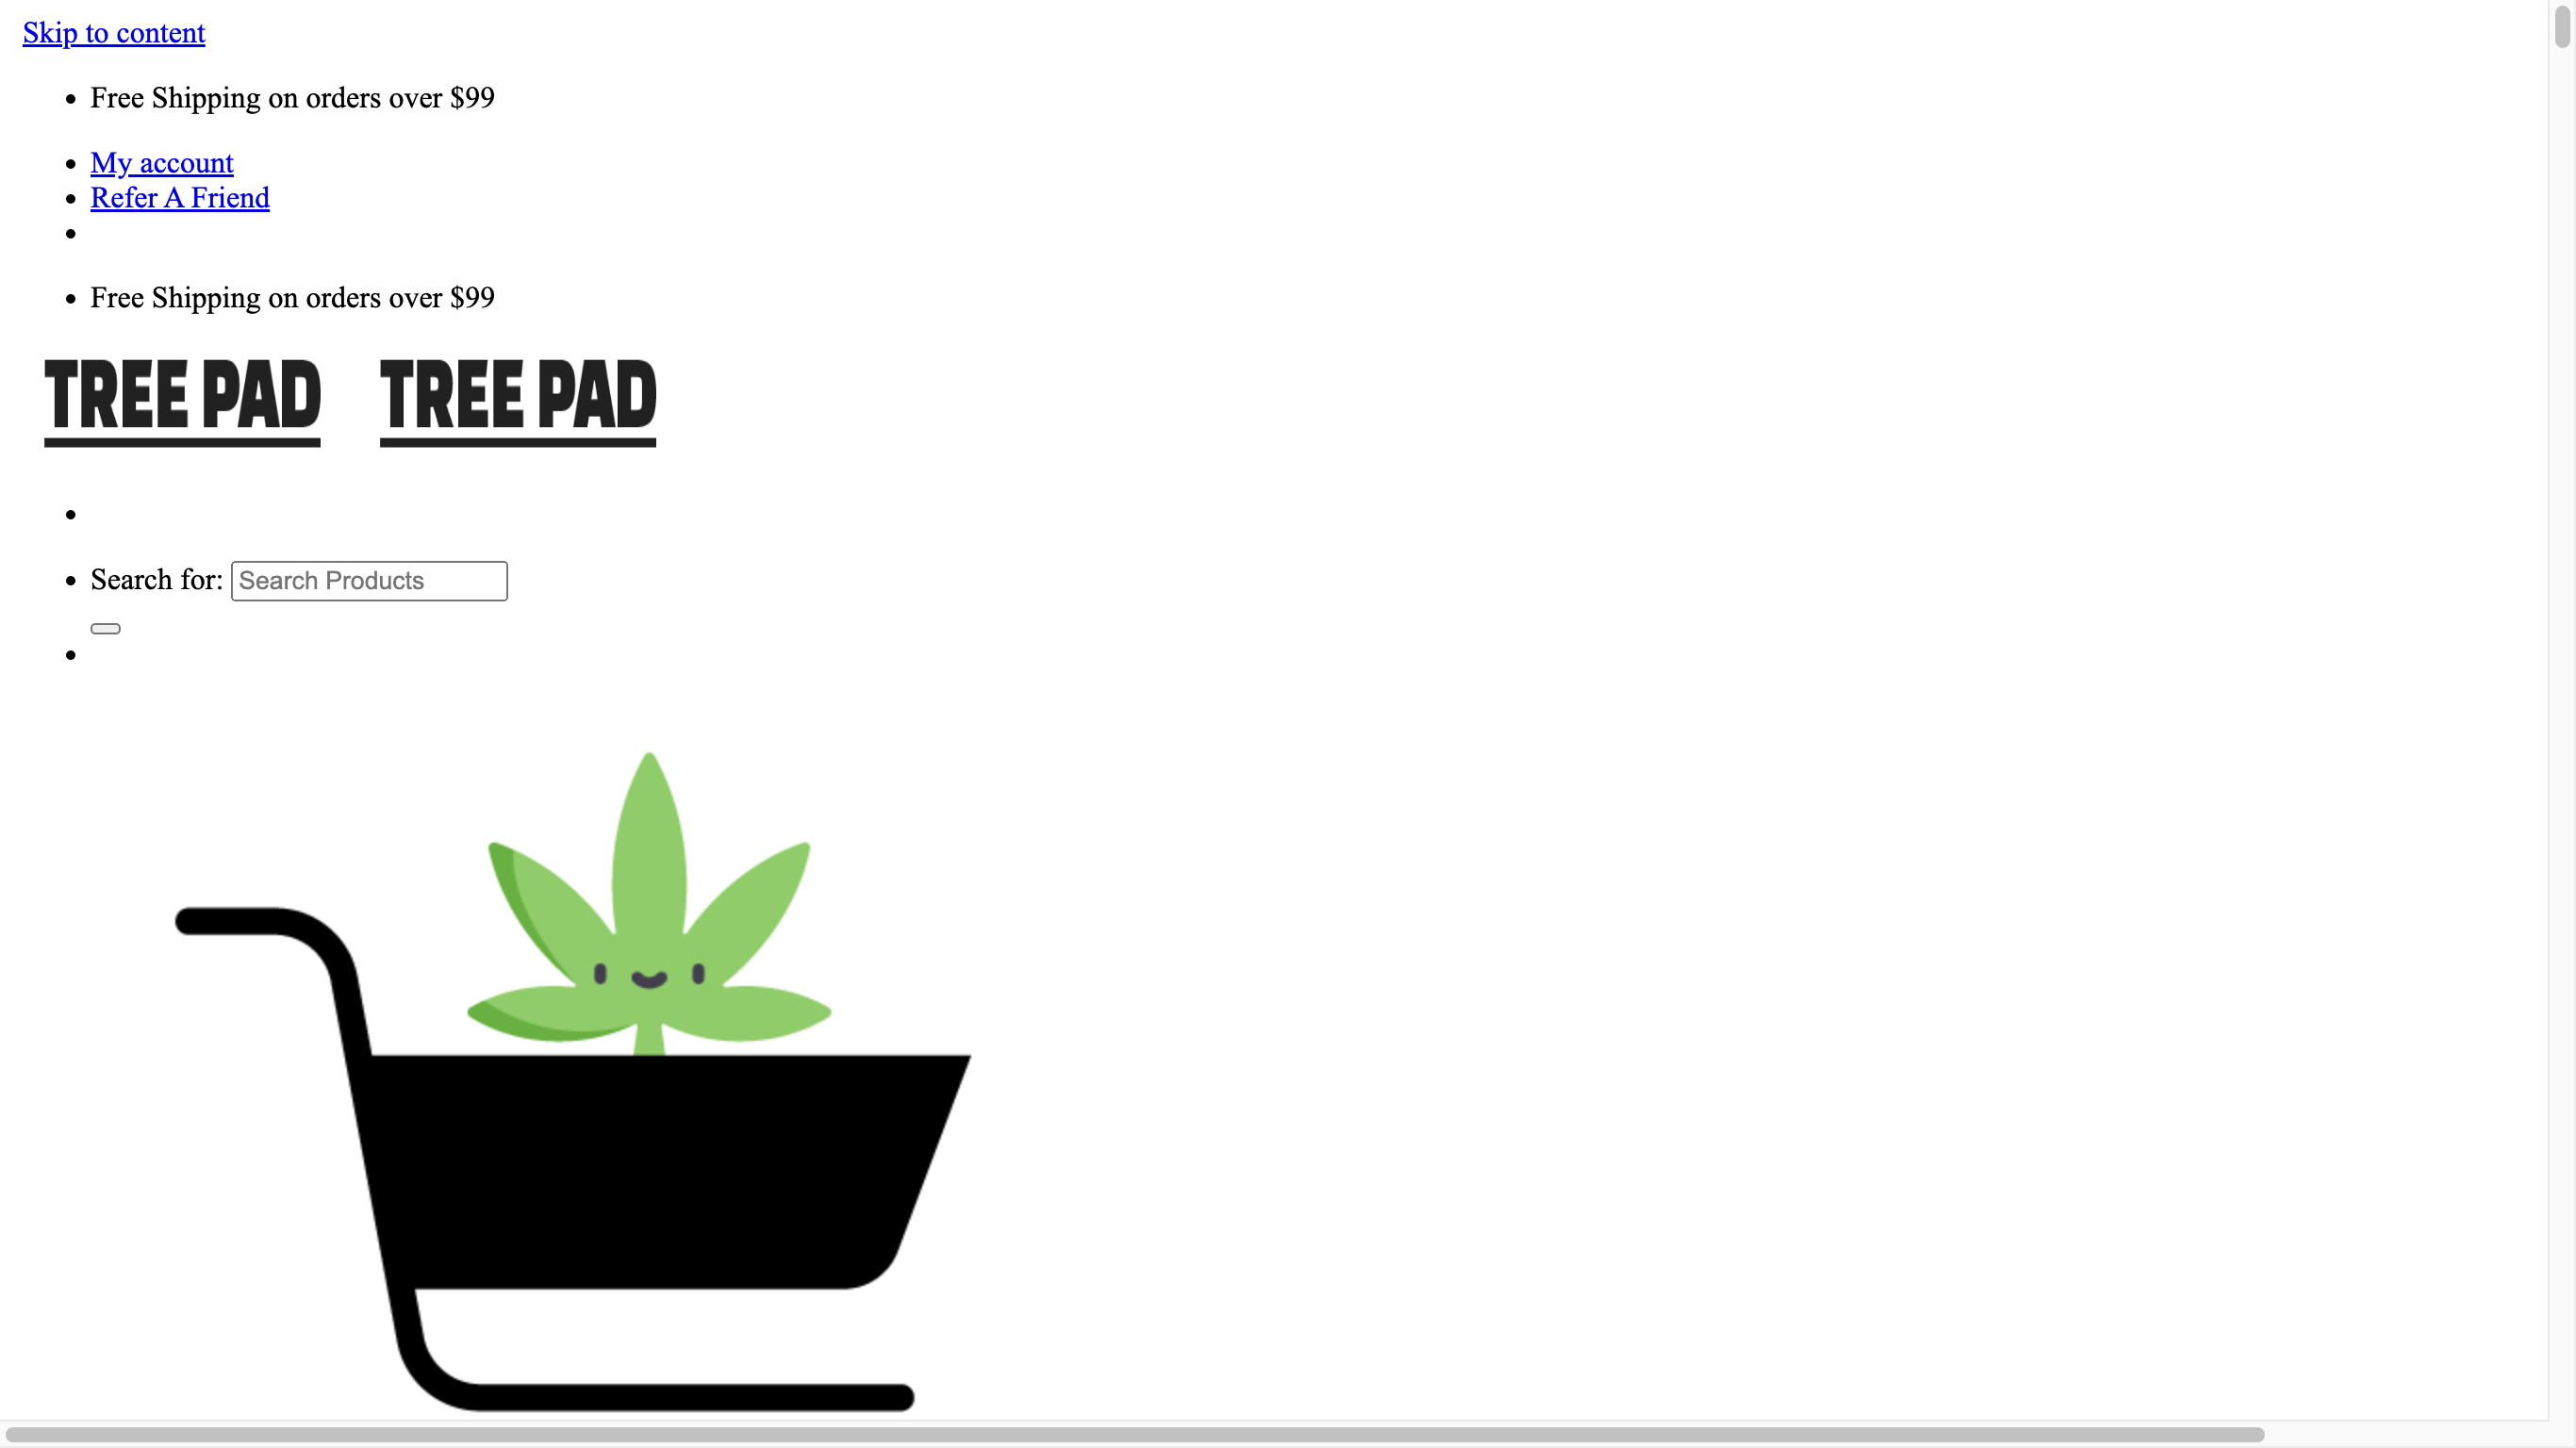 Skip to content
Free Shipping on orders over $99
My account
Refer A Friend
Free Shipping on orders over $99
TREE PAD TREE PAD
Search for: Search Products